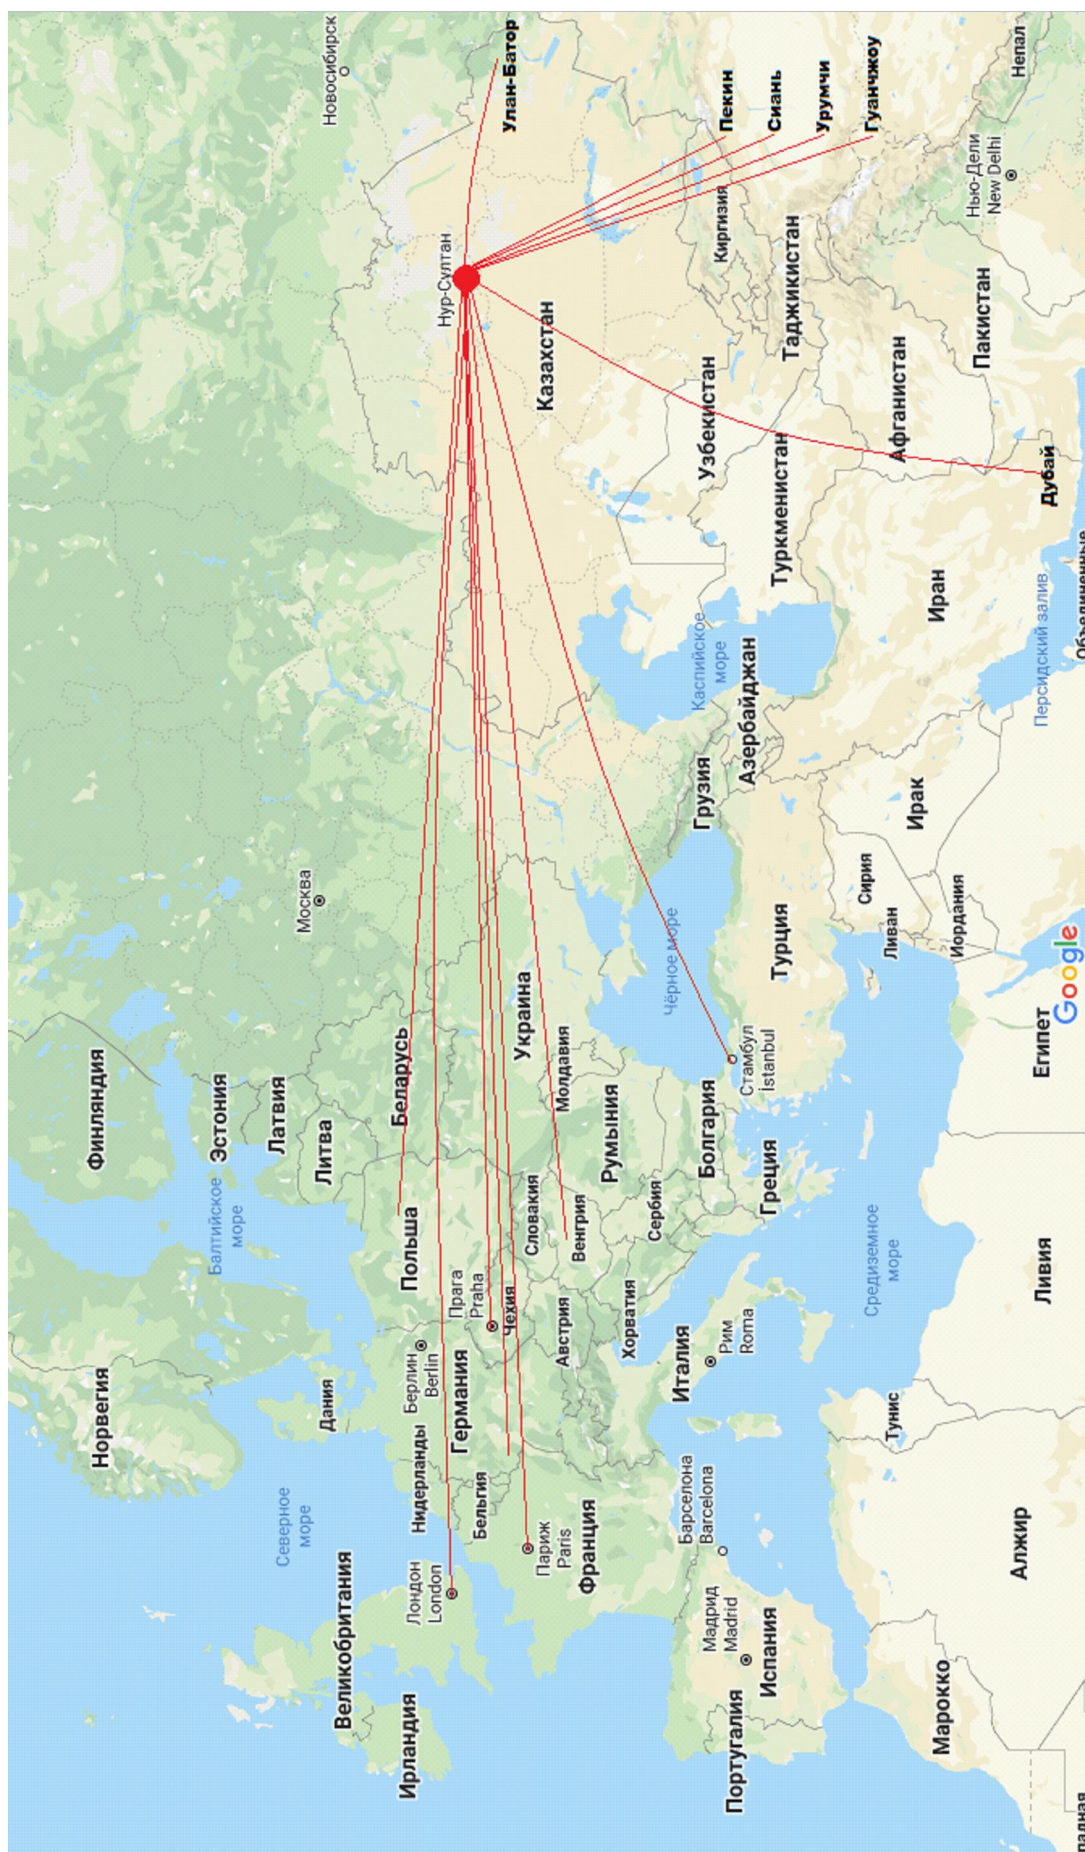 Норвегия
Финляндия
Северное
море
Дания
Балтийское
море
Эстония
Латвия
Литва
Москва
Новосибирск
Великобритания
Ирландия
Лондон
London
Нидерланды
Бельгия
Германия
Берлин
Berlin
Польша
Беларусь
Нур-Султан
Улан-Батор
Прага
Praha
Чехия
Париж
Paris
Франция
Австрия
Словакия
Венгрия
Украина
Молдавия
Казахстан
Хорватия
Сербия
Румыния
Италия
Рим
Roma
Барселона
Barcelona
Мадрид
Madrid
Испания
Португалия
Болгария
Греция
Стамбул
İstanbul
Чёрное море
Грузия
Азербайджан
Каспийское
море
Узбекистан
Туркменистан
Киргизия
Таджикистан
Пекин
Сиань
Урумчи
Гуанчжоу
Турция
Сирия
Ливан
Иордания
Ирак
Иран
Афганистан
Пакистан
Нью-Дели
New Delhi
Непал
Средиземное
море
Тунис
Марокко
Алжир
Ливия
Египет
Персидский залив
Дубай
Объединенные
Google